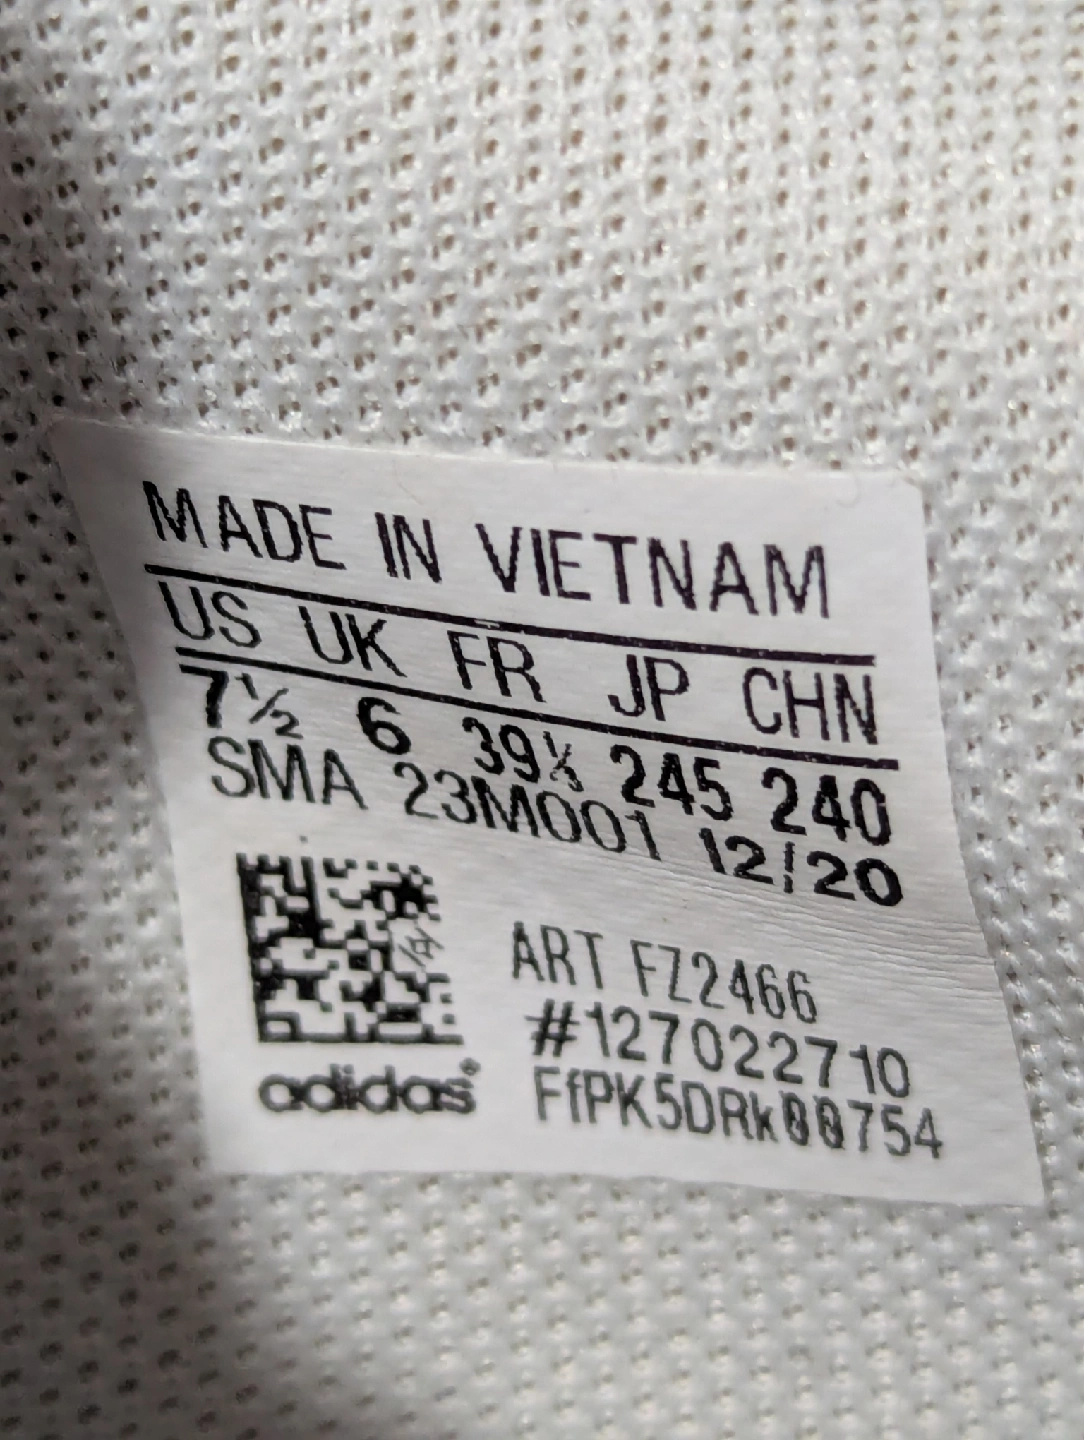 MADE IN VIETNAM
US UK FR JP CHN
7½ 6 39⅓ 245 240
SMA 23M001 12/20
ART FZ2466
#127022710
FfPK5DRk00754
adidas